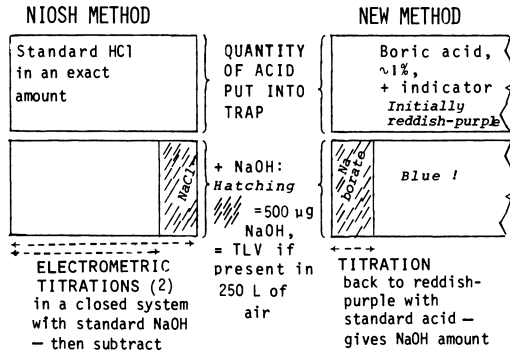 NIOSH METHOD
NEW METHOD
Standard HCl
in an exact
amount
QUANTITY
OF ACID
PUT INTO
TRAP
Boric acid,
~1%,
+ indicator
Initially
reddish-purple
NaCl
+ NaOH:
Hatching
=500 µg
NaOH,
= TLV if
present in
250 L of
air
Na
borate
Blue !
ELECTROMETRIC
TITRATIONS (2)
in a closed system
with standard NaOH
— then subtract
TITRATION
back to reddish-
purple with
standard acid —
gives NaOH amount